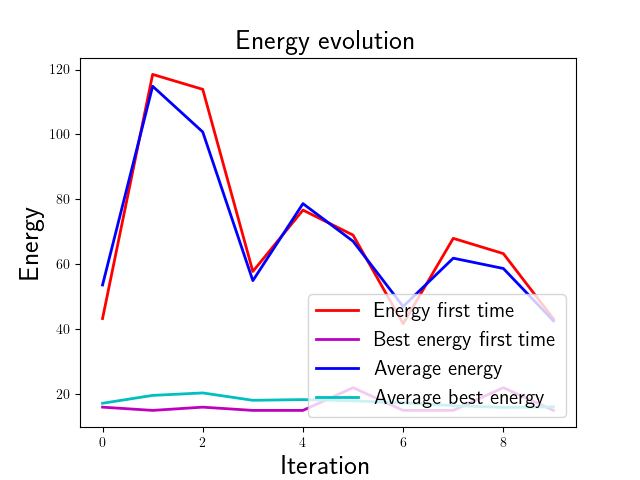 Energy evolution
120
100
80
60
40
20
Energy
Energy first time
Best energy first time
Average energy
Average best energy
0
2
4
6
8
Iteration